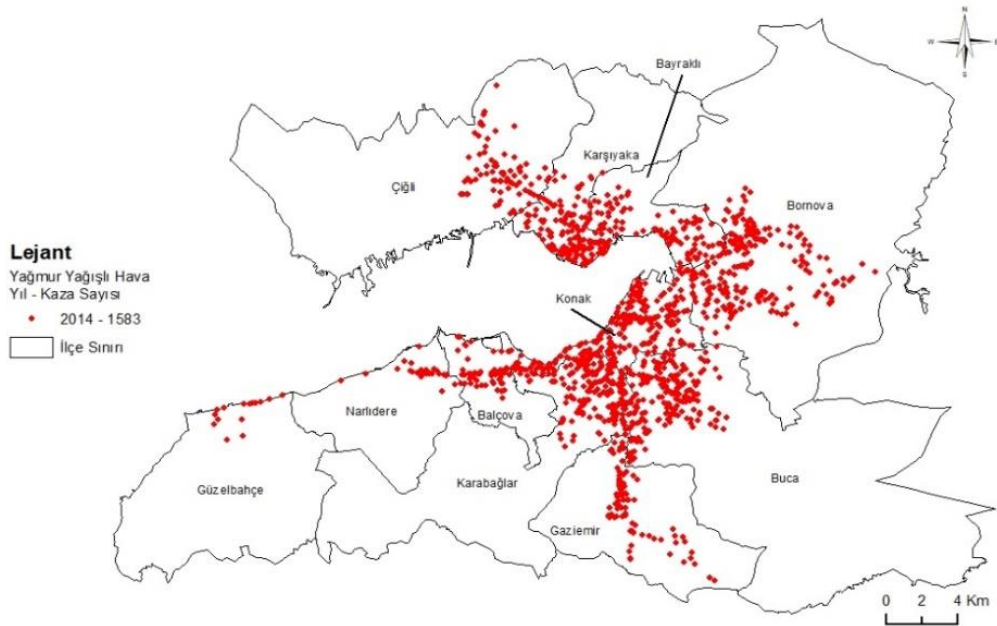 N
W
E
S
Bayraklı
Karşıyaka
Çiğli
Bornova
Lejant
Yağmur Yağışlı Hava
Yıl - Kaza Sayısı
2014 - 1583
İlçe Sınırı
Konak
Narlıdere
Balçova
Güzelbahçe
Karabağlar
Buca
Gaziemir
0 2 4 Km